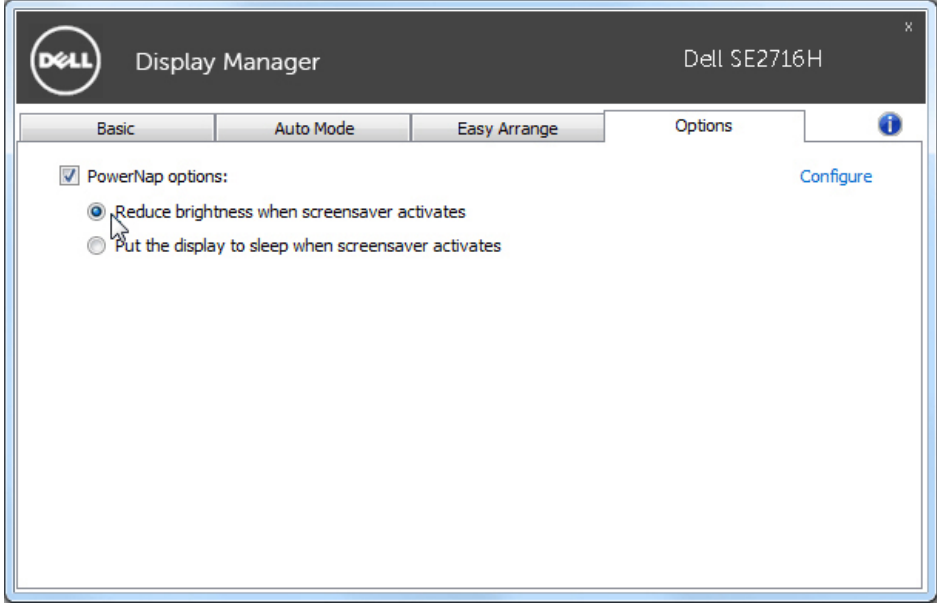 x
DELL Display Manager Dell SE2716H
Basic Auto Mode Easy Arrange Options i
PowerNap options: Configure
Reduce brightness when screensaver activates
Put the display to sleep when screensaver activates